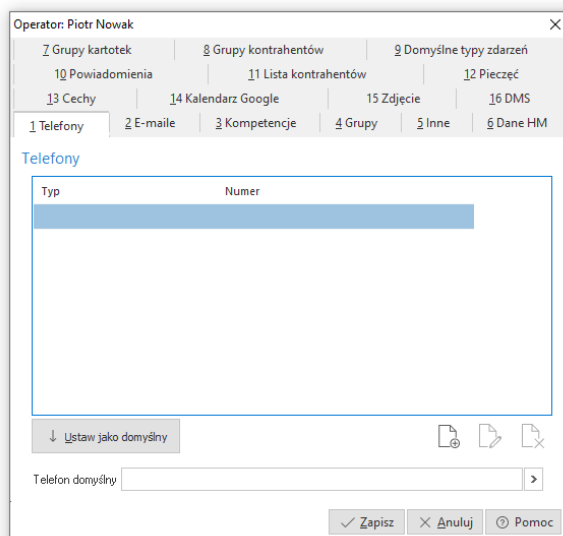 Operator: Piotr Nowak
7 Grupy kartotek 8 Grupy kontrahentów 9 Domyślne typy zdarzeń
10 Powiadomienia 11 Lista kontrahentów 12 Pieczęć
13 Cechy 14 Kalendarz Google 15 Zdjęcie 16 DMS
1 Telefony 2 E-maile 3 Kompetencje 4 Grupy 5 Inne 6 Dane HM
Telefony
Typ Numer
Ustaw jako domyślny
Telefon domyślny
Zapisz Anuluj Pomoc